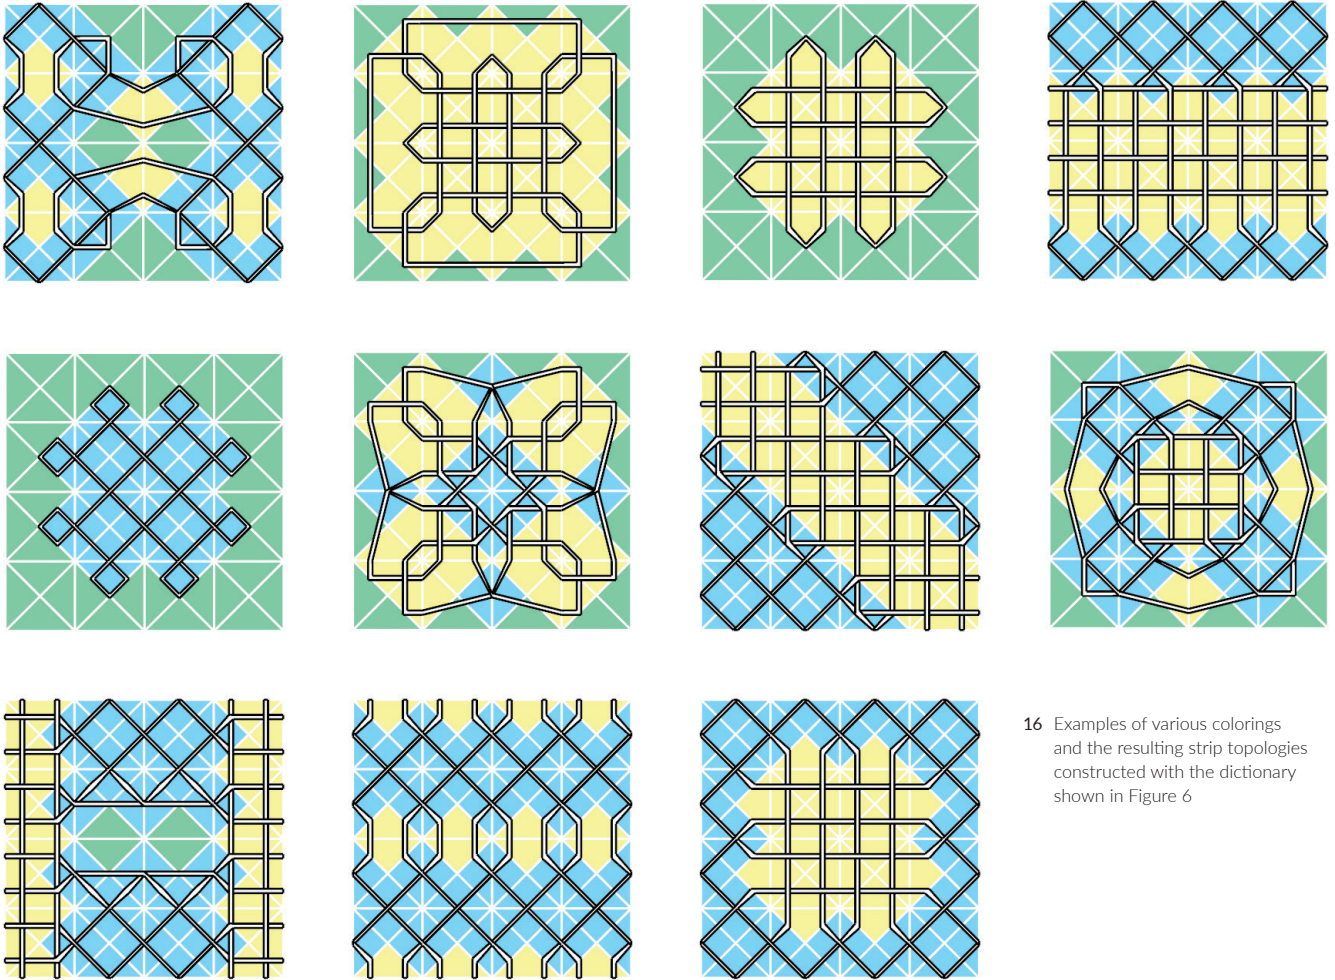 16 Examples of various colorings
and the resulting strip topologies
constructed with the dictionary
shown in Figure 6